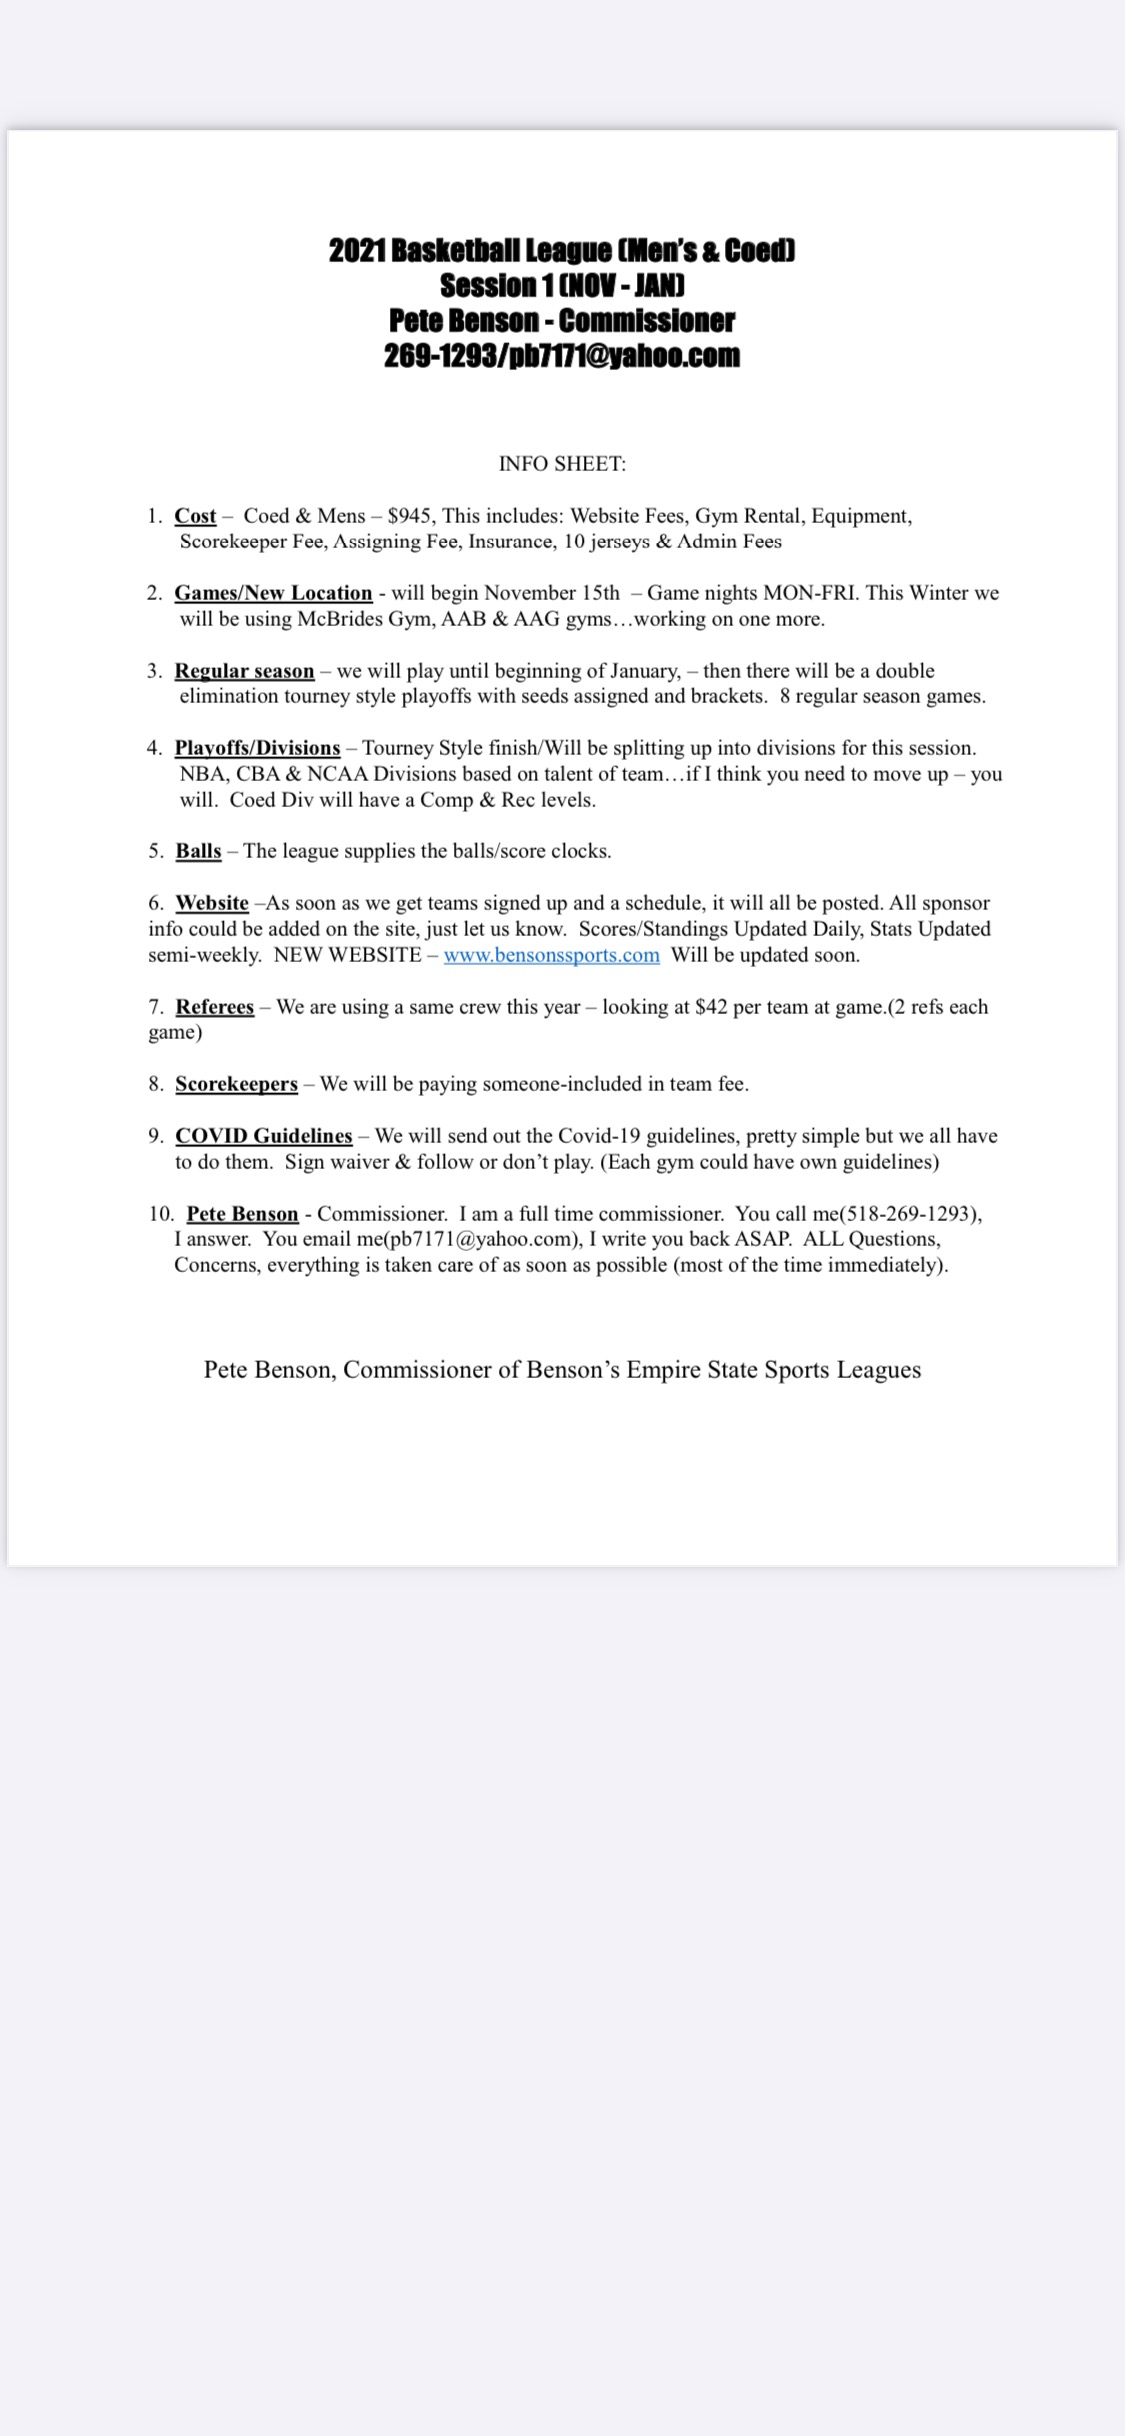 2021 Basketball League (Men’s & Coed)
Session 1 (NOV - JAN)
Pete Benson - Commissioner
269-1293/pb7171@yahoo.com
INFO SHEET:
1. Cost – Coed & Mens – $945, This includes: Website Fees, Gym Rental, Equipment,
Scorekeeper Fee, Assigning Fee, Insurance, 10 jerseys & Admin Fees
2. Games/New Location - will begin November 15th – Game nights MON-FRI. This Winter we
will be using McBrides Gym, AAB & AAG gyms…working on one more.
3. Regular season – we will play until beginning of January, – then there will be a double
elimination tourney style playoffs with seeds assigned and brackets. 8 regular season games.
4. Playoffs/Divisions – Tourney Style finish/Will be splitting up into divisions for this session.
NBA, CBA & NCAA Divisions based on talent of team…if I think you need to move up – you
will. Coed Div will have a Comp & Rec levels.
5. Balls – The league supplies the balls/score clocks.
6. Website –As soon as we get teams signed up and a schedule, it will all be posted. All sponsor
info could be added on the site, just let us know. Scores/Standings Updated Daily, Stats Updated
semi-weekly. NEW WEBSITE – www.bensonssports.com Will be updated soon.
7. Referees – We are using a same crew this year – looking at $42 per team at game.(2 refs each
game)
8. Scorekeepers – We will be paying someone-included in team fee.
9. COVID Guidelines – We will send out the Covid-19 guidelines, pretty simple but we all have
to do them. Sign waiver & follow or don’t play. (Each gym could have own guidelines)
10. Pete Benson - Commissioner. I am a full time commissioner. You call me(518-269-1293),
I answer. You email me(pb7171@yahoo.com), I write you back ASAP. ALL Questions,
Concerns, everything is taken care of as soon as possible (most of the time immediately).
Pete Benson, Commissioner of Benson’s Empire State Sports Leagues